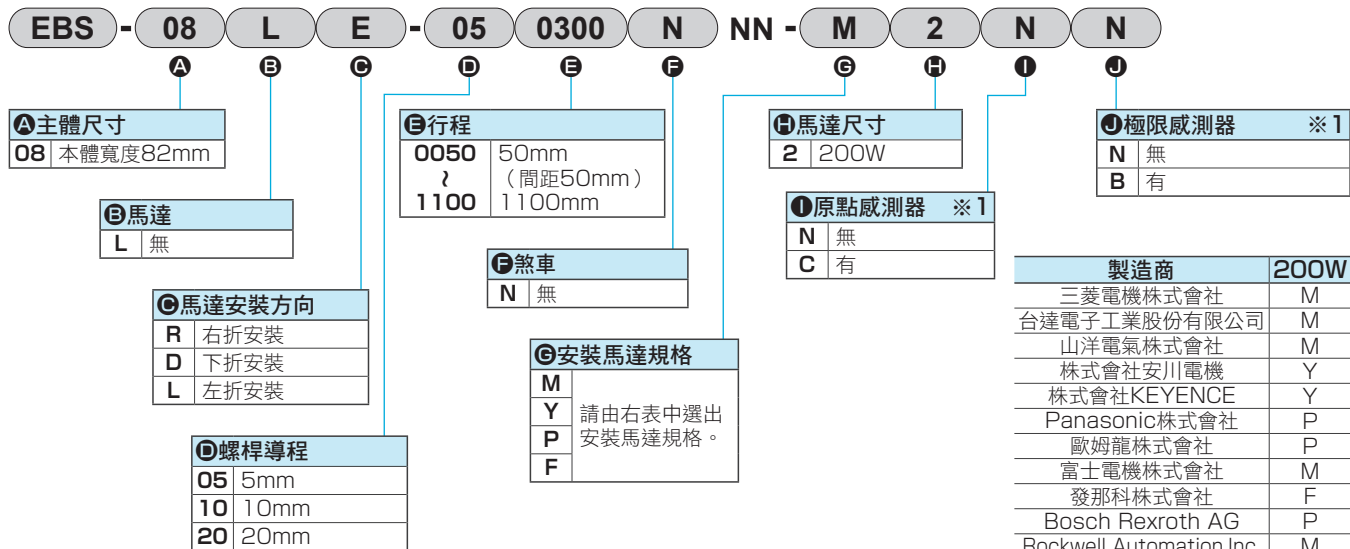 EBS - 08 L E - 05 0300 N NN - M 2 N N
A B C D E F G H I J
A主體尺寸
08 本體寬度82mm
B馬達
L 無
C馬達安裝方向
R 右折安裝
D 下折安裝
L 左折安裝
D螺桿導程
05 5mm
10 10mm
20 20mm
E行程
0050 50mm
≀ （間距50mm）
1100 1100mm
F煞車
N 無
G安裝馬達規格
M
Y
P
F
請由右表中選出
安裝馬達規格。
H馬達尺寸
2 200W
I原點感測器 ※1
N 無
C 有
J極限感測器 ※1
N 無
B 有
製造商 200W
三菱電機株式會社 M
台達電子工業股份有限公司 M
山洋電氣株式會社 M
株式會社安川電機 Y
株式會社KEYENCE Y
Panasonic株式會社 P
歐姆龍株式會社 P
富士電機株式會社 M
發那科株式會社 F
Bosch Rexroth AG P
Rockwell Automation,Inc. M